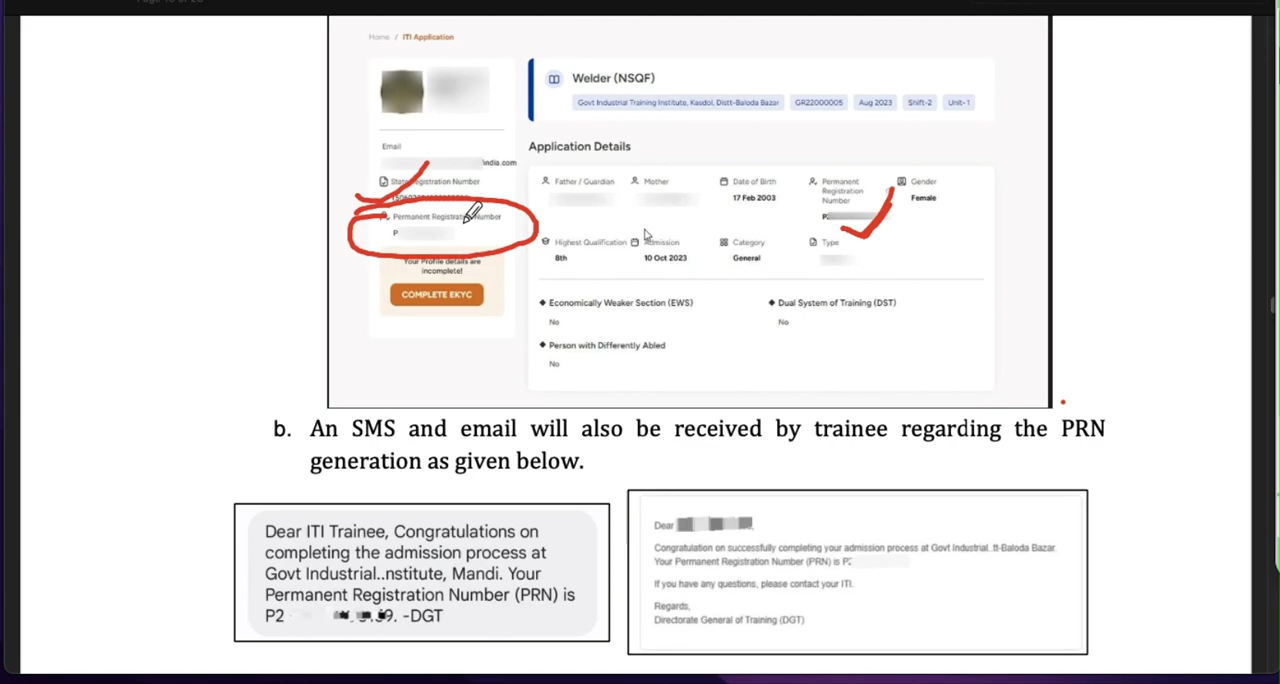 Home / ITI Application
Welder (NSQF)
Govt Industrial Training Institute, Kasdol, Distt-Baloda Bazar GR22000005 Aug 2023 Shift-2 Unit-1
Email
india.com
State Registration Number
Permanent Registration Number
P
Your Profile details are
incomplete!
COMPLETE EKYC
Application Details
Father / Guardian
Mother
Date of Birth
17 Feb 2003
Permanent
Registration
Number
Gender
Female
Highest Qualification
8th
Admission
10 Oct 2023
Category
General
Type
Economically Weaker Section (EWS)
No
Dual System of Training (DST)
No
Person with Differently Abled
No
b. An SMS and email will also be received by trainee regarding the PRN
generation as given below.
Dear ITI Trainee, Congratulations on
completing the admission process at
Govt Industrial..nstitute, Mandi. Your
Permanent Registration Number (PRN) is
P2 9. -DGT
Dear
Congratulation on successfully completing your admission process at Govt Industrial..tt-Baloda Bazar.
Your Permanent Registration Number (PRN) is P2
If you have any questions, please contact your ITI.
Regards,
Directorate General of Training (DGT)